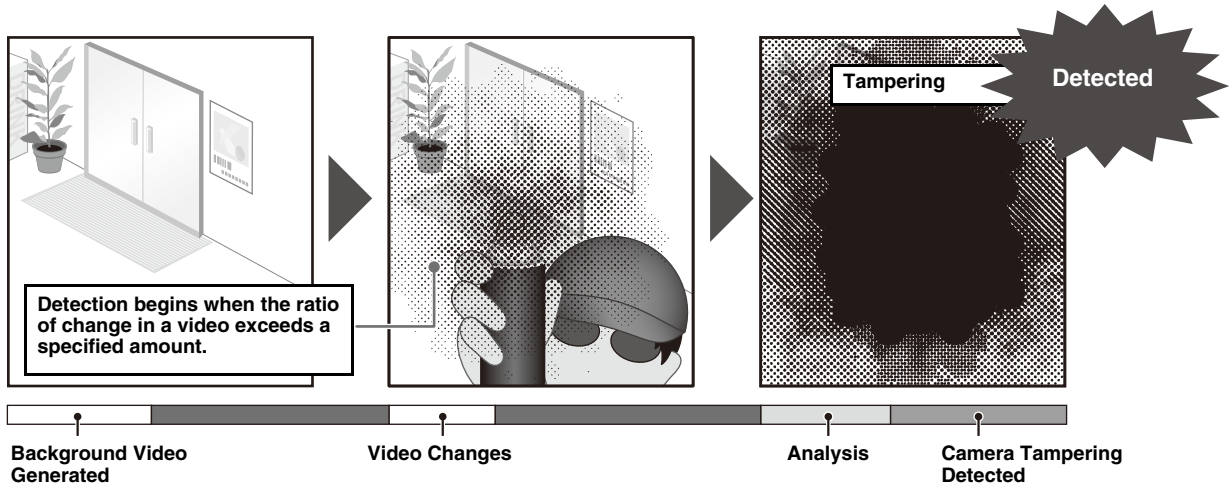 Tampering
Detected
Detection begins when the ratio
of change in a video exceeds a
specified amount.
Background Video
Generated
Video Changes
Analysis
Camera Tampering
Detected